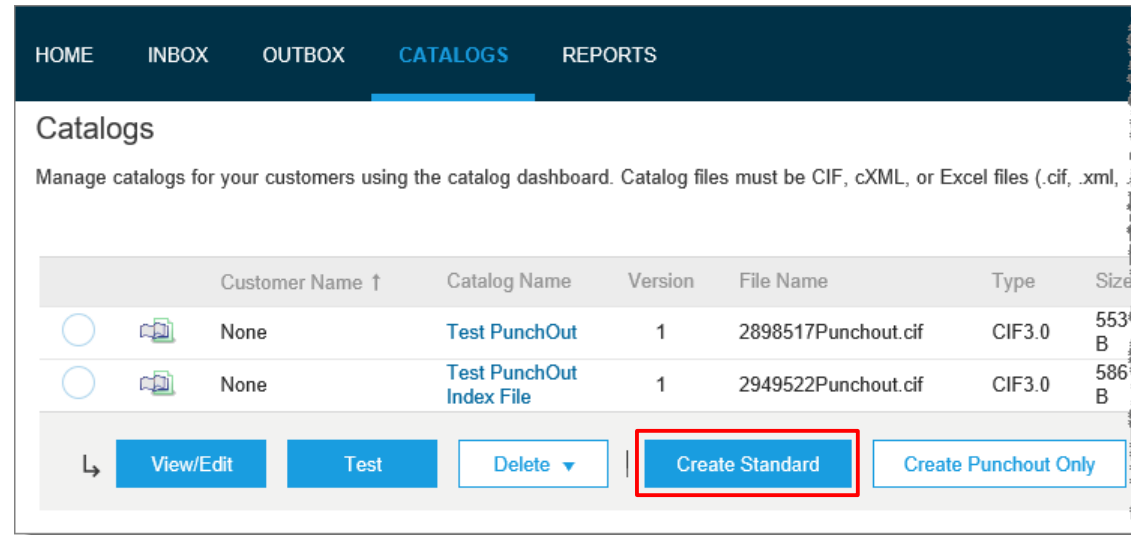 HOME INBOX OUTBOX CATALOGS REPORTS
Catalogs
Manage catalogs for your customers using the catalog dashboard. Catalog files must be CIF, cXML, or Excel files (.cif, .xml,
Customer Name ↑ Catalog Name Version File Name Type Size
None Test PunchOut 1 2898517Punchout.cif CIF3.0 553 B
None Test PunchOut Index File 1 2949522Punchout.cif CIF3.0 586 B
View/Edit Test Delete ▼ | Create Standard Create Punchout Only